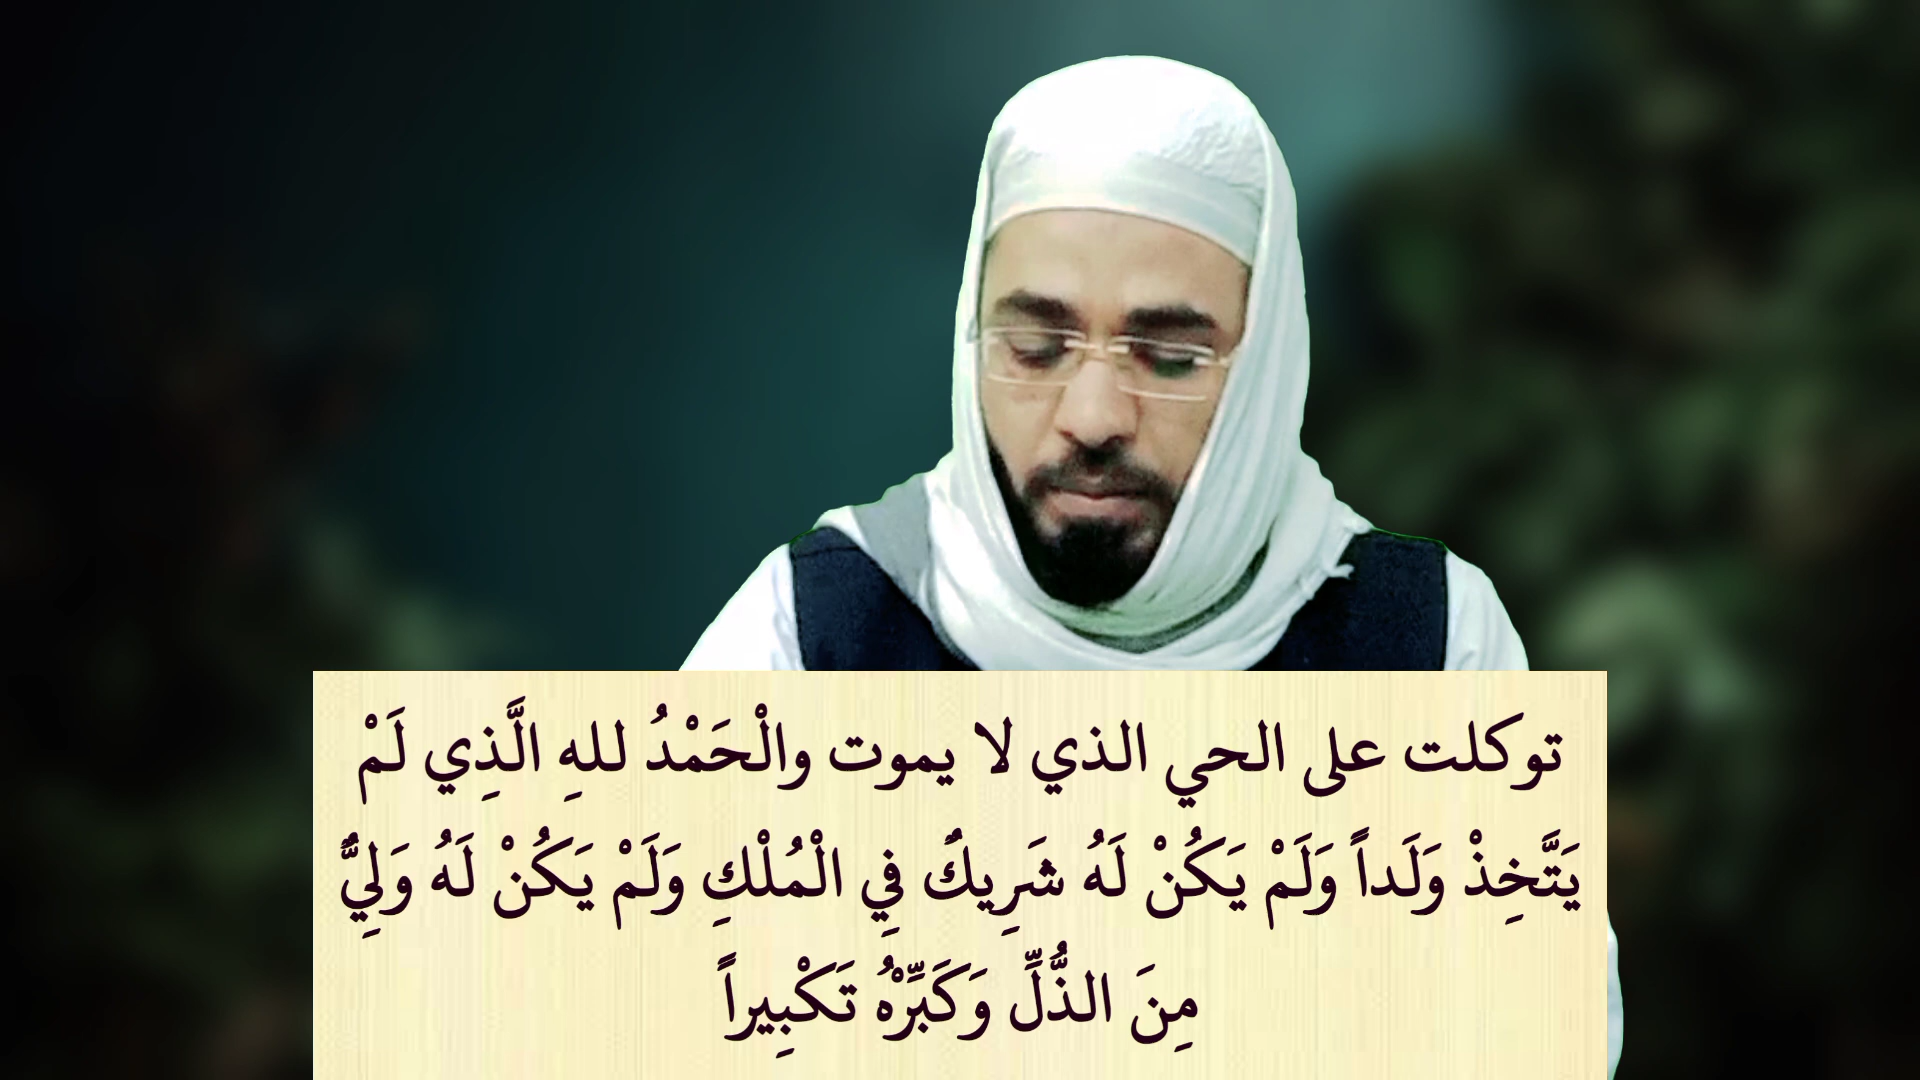 توكلت على الحي الذي لا يموت والْحَمْدُ للهِ الَّذِي لَمْ
يَتَّخِذْ وَلَداً وَلَمْ يَكُنْ لَهُ شَرِيكٌ فِي الْمُلْكِ وَلَمْ يَكُنْ لَهُ وَلِيٌّ
مِنَ الذُّلِّ وَكَبِّرْهُ تَكْبِيراً